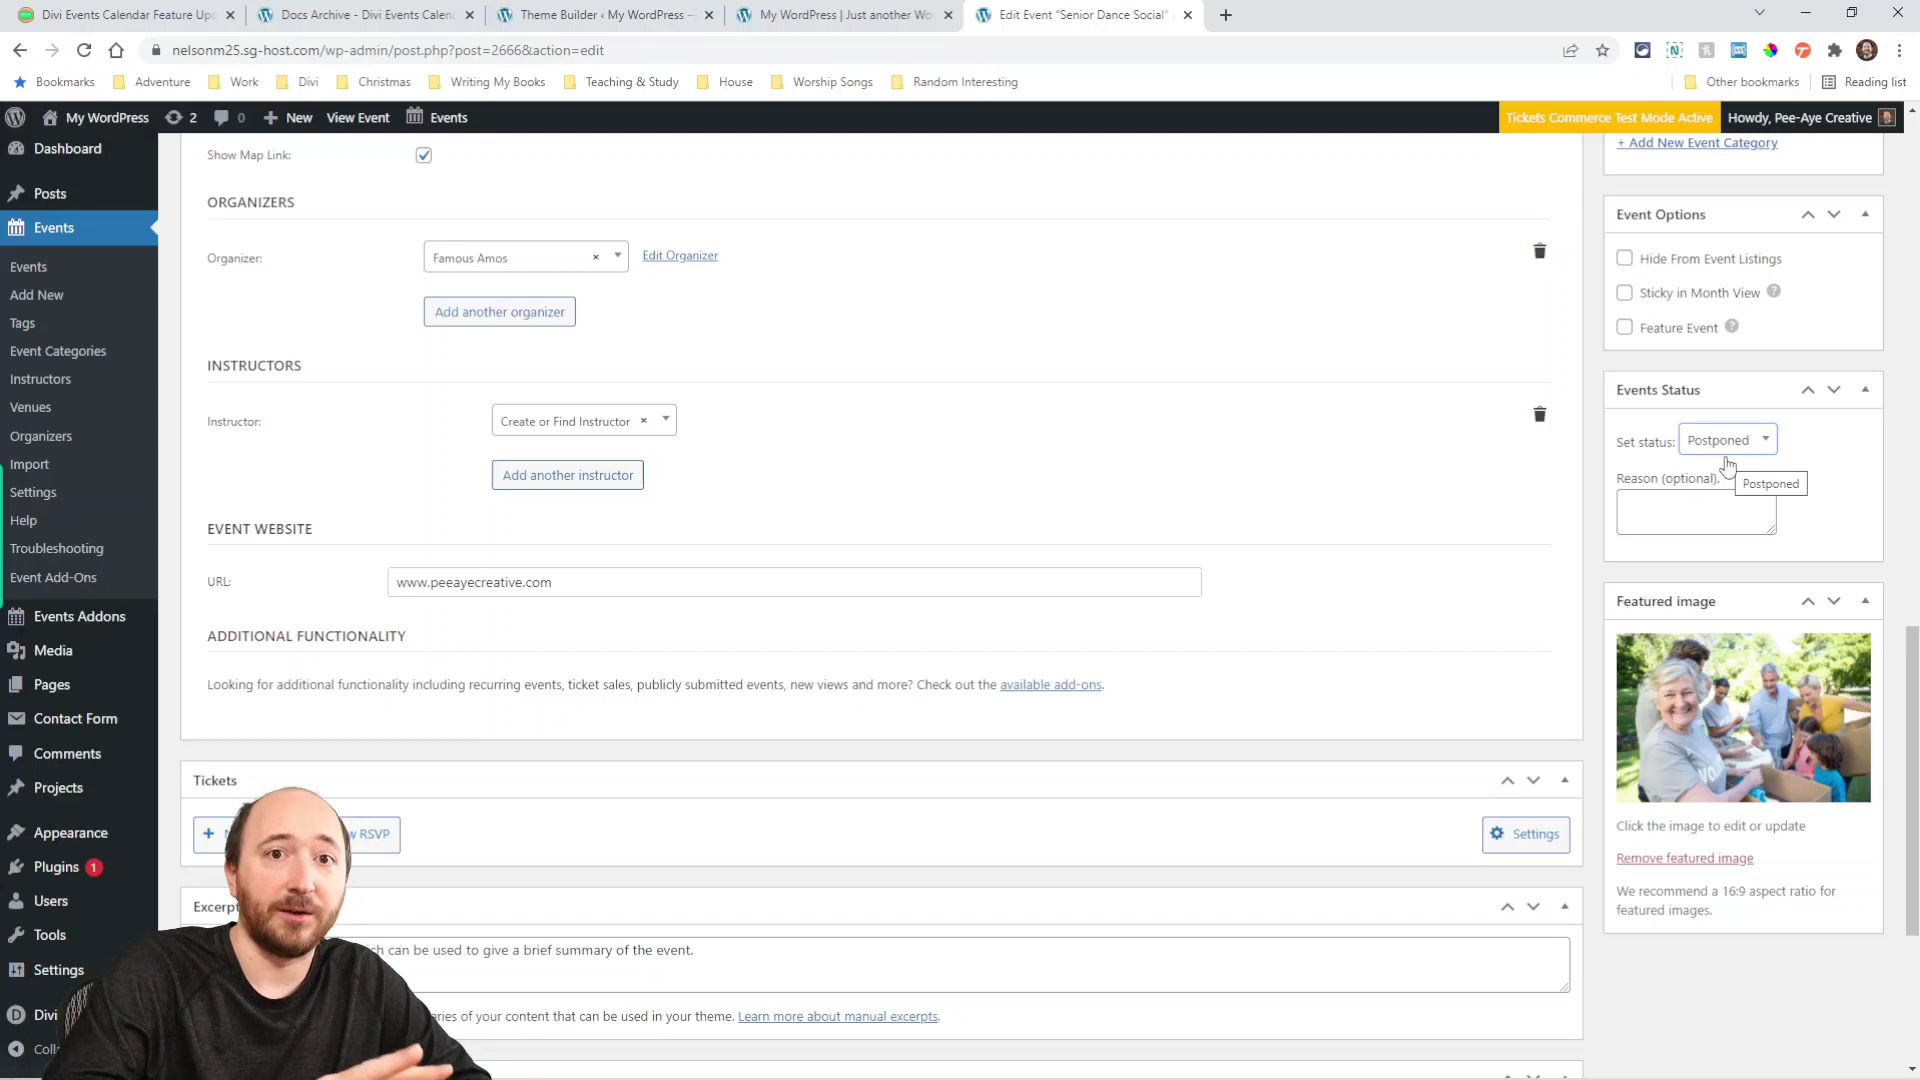 Divi Events Calendar Feature Upd
Docs Archive - Divi Events Calend
Theme Builder ‹ My WordPress —
My WordPress | Just another Wo
Edit Event "Senior Dance Social"
nelsonm25.sg-host.com/wp-admin/post.php?post=2666&action=edit
Bookmarks Adventure Work Divi Christmas Writing My Books Teaching & Study House Worship Songs Random Interesting Other bookmarks Reading list
My WordPress 2 0 New View Event Events Tickets Commerce Test Mode Active Howdy, Pee-Aye Creative
Dashboard
Posts
Events
Events
Add New
Tags
Event Categories
Instructors
Venues
Organizers
Import
Settings
Help
Troubleshooting
Event Add-Ons
Events Addons
Media
Pages
Contact Form
Comments
Projects
Appearance
Plugins 1
Users
Tools
Settings
Divi
Colla
Show Map Link:
ORGANIZERS
Organizer: Famous Amos × Edit Organizer
Add another organizer
INSTRUCTORS
Instructor: Create or Find Instructor ×
Add another instructor
EVENT WEBSITE
URL: www.peeayecreative.com
ADDITIONAL FUNCTIONALITY
Looking for additional functionality including recurring events, ticket sales, publicly submitted events, new views and more? Check out the available add-ons.
Tickets
+ N w RSVP Settings
Excerpt
ch can be used to give a brief summary of the event.
aries of your content that can be used in your theme. Learn more about manual excerpts.
+ Add New Event Category
Event Options
Hide From Event Listings
Sticky in Month View ?
Feature Event ?
Events Status
Set status: Postponed
Reason (optional).
Postponed
Featured image
Click the image to edit or update
Remove featured image
We recommend a 16:9 aspect ratio for
featured images.